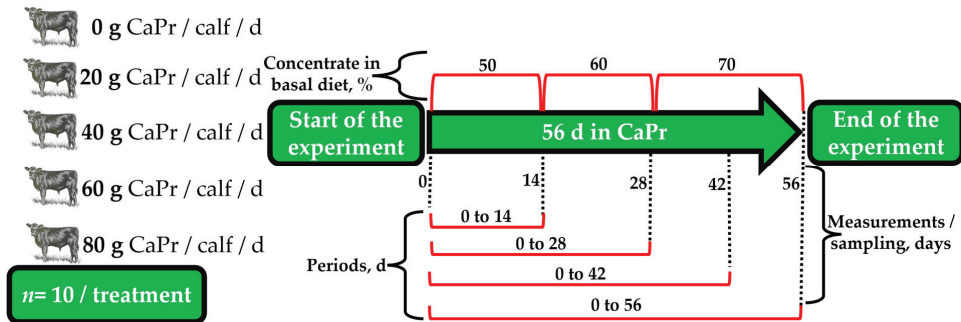 0 g CaPr / calf / d
20 g CaPr / calf / d
40 g CaPr / calf / d
60 g CaPr / calf / d
80 g CaPr / calf / d
n= 10 / treatment
Concentrate in
basal diet, %
50
60
70
Start of the
experiment
56 d in CaPr
End of the
experiment
0
14
28
42
56
Measurements /
sampling, days
Periods, d
0 to 14
0 to 28
0 to 42
0 to 56